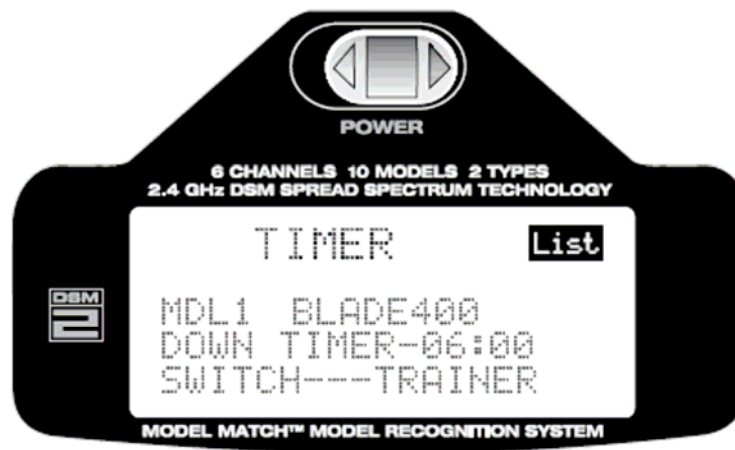 POWER
6 CHANNELS 10 MODELS 2 TYPES
2.4 GHz DSM SPREAD SPECTRUM TECHNOLOGY
TIMER List
DSM
2
MDL1 BLADE400
DOWN TIMER-06:00
SWITCH---TRAINER
MODEL MATCH™ MODEL RECOGNITION SYSTEM